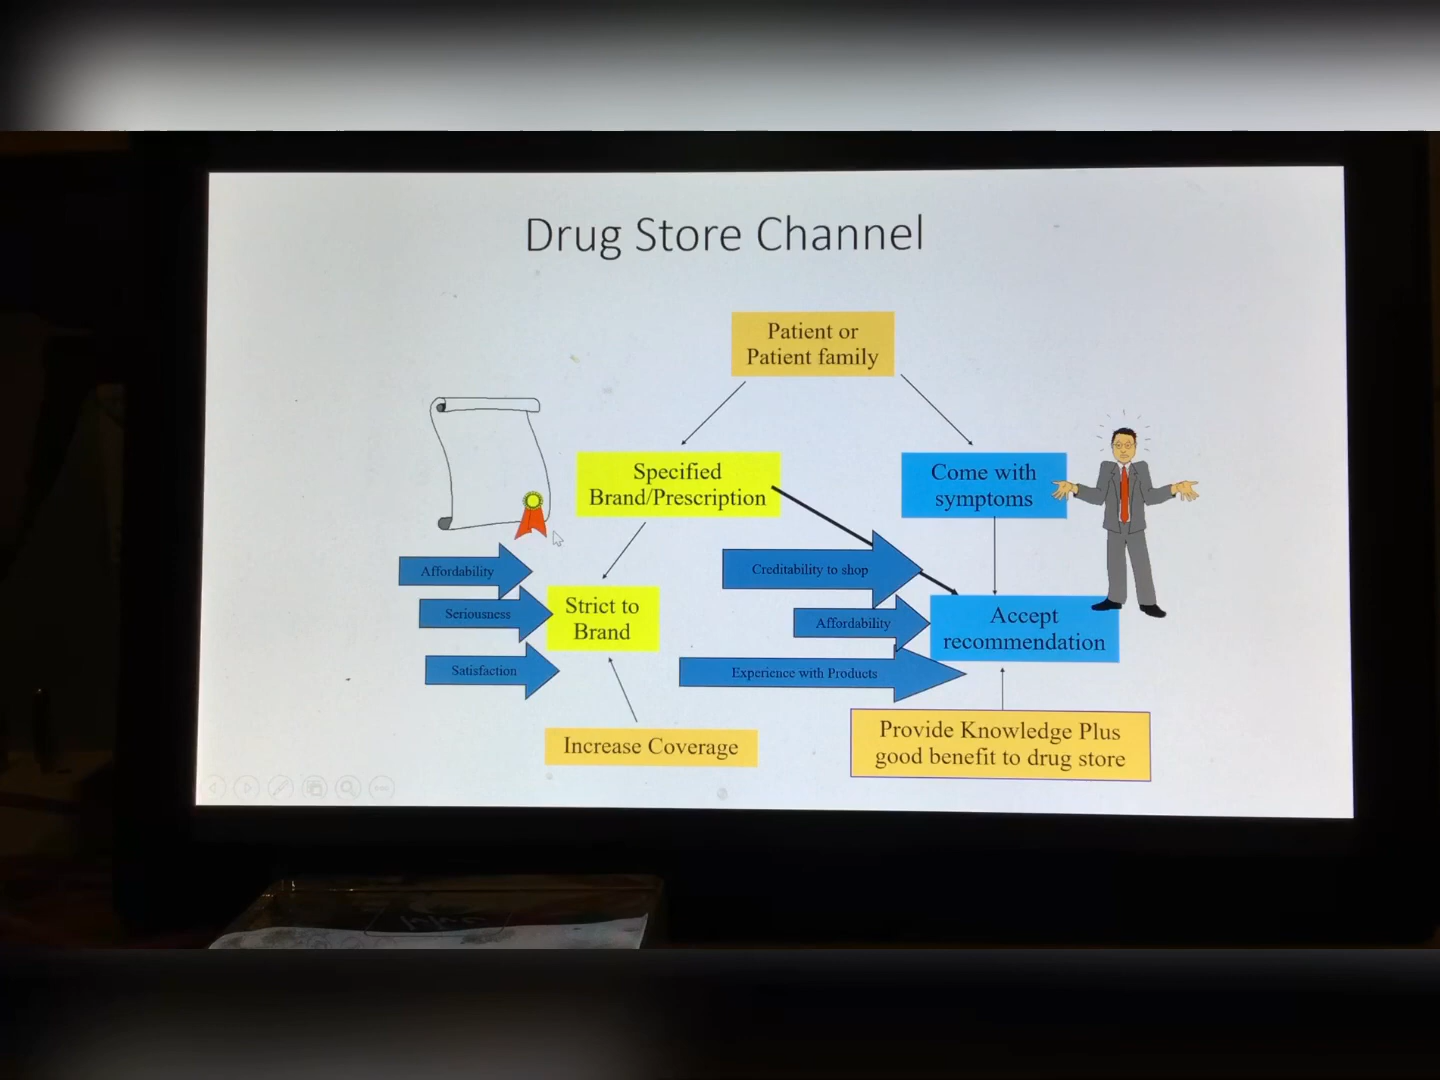 Drug Store Channel
Patient or
Patient family
Specified
Brand/Prescription
Come with
symptoms
Affordability
Seriousness
Satisfaction
Strict to
Brand
Creditability to shop
Affordability
Experience with Products
Accept
recommendation
Increase Coverage
Provide Knowledge Plus
good benefit to drug store